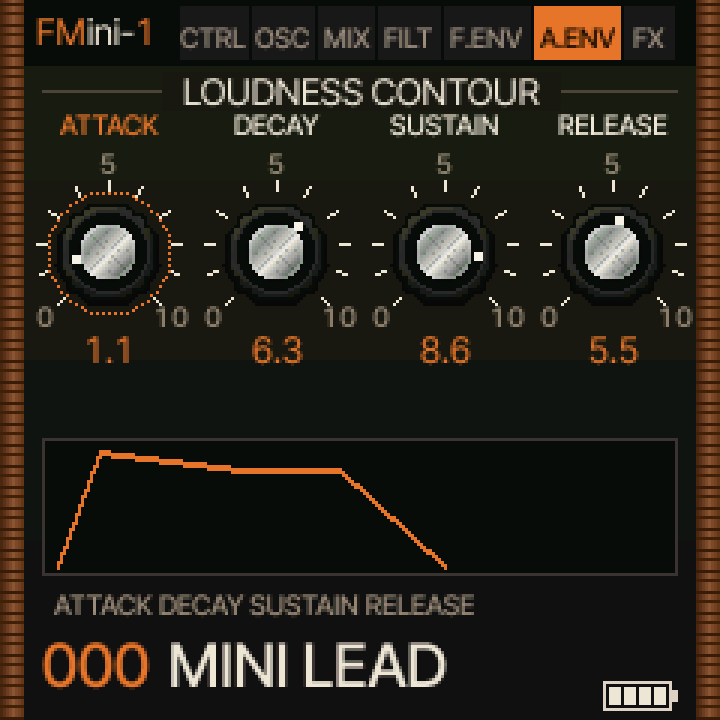 FMini-1 CTRL OSC MIX FILT F.ENV A.ENV FX
LOUDNESS CONTOUR
ATTACK DECAY SUSTAIN RELEASE
5 5 5 5
0 10 0 10 0 10 0 10
1.1 6.3 8.6 5.5
ATTACK DECAY SUSTAIN RELEASE
000 MINI LEAD